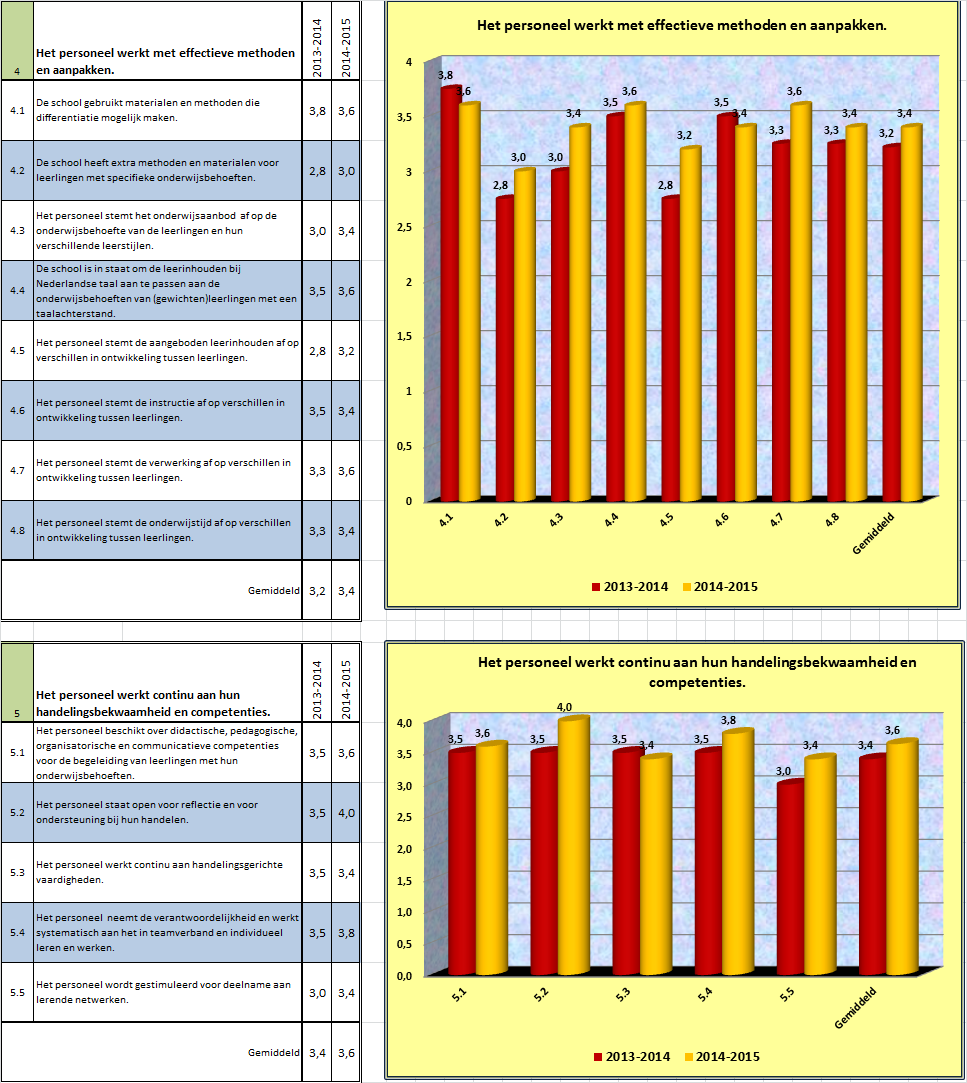 4
Het personeel werkt met effectieve methoden
en aanpakken.
2013-2014
2014-2015
4.1
De school gebruikt materialen en methoden die
differentiatie mogelijk maken.
3,8
3,6
4.2
De school heeft extra methoden en materialen voor
leerlingen met specifieke onderwijsbehoeften.
2,8
3,0
4.3
Het personeel stemt het onderwijsaanbod af op de
onderwijsbehoefte van de leerlingen en hun
verschillende leerstijlen.
3,0
3,4
4.4
De school is in staat om de leerinhouden bij
Nederlandse taal aan te passen aan de
onderwijsbehoeften van (gewichten)leerlingen met een
taalachterstand.
3,5
3,6
4.5
Het personeel stemt de aangeboden leerinhouden af op
verschillen in ontwikkeling tussen leerlingen.
2,8
3,2
4.6
Het personeel stemt de instructie af op verschillen in
ontwikkeling tussen leerlingen.
3,5
3,4
4.7
Het personeel stemt de verwerking af op verschillen in
ontwikkeling tussen leerlingen.
3,3
3,6
4.8
Het personeel stemt de onderwijstijd af op verschillen
in ontwikkeling tussen leerlingen.
3,3
3,4
Gemiddeld
3,2
3,4
Het personeel werkt met effectieve methoden en aanpakken.
4
3,5
3
2,5
2
1,5
1
0,5
0
3,8
3,6
2,8
3,0
3,0
3,4
3,5
3,6
2,8
3,2
3,5
3,4
3,3
3,6
3,3
3,4
3,2
3,4
4.1
4.2
4.3
4.4
4.5
4.6
4.7
4.8
Gemiddeld
2013-2014
2014-2015
5
Het personeel werkt continu aan hun
handelingsbekwaamheid en competenties.
2013-2014
2014-2015
5.1
Het personeel beschikt over didactische, pedagogische,
organisatorische en communicatieve competenties
voor de begeleiding van leerlingen met hun
onderwijsbehoeften.
3,5
3,6
5.2
Het personeel staat open voor reflectie en voor
ondersteuning bij hun handelen.
3,5
4,0
5.3
Het personeel werkt continu aan handelingsgerichte
vaardigheden.
3,5
3,4
5.4
Het personeel neemt de verantwoordelijkheid en werkt
systematisch aan het in teamverband en individueel
leren en werken.
3,5
3,8
5.5
Het personeel wordt gestimuleerd voor deelname aan
lerende netwerken.
3,0
3,4
Gemiddeld
3,4
3,6
Het personeel werkt continu aan hun handelingsbekwaamheid en
competenties.
4,0
3,5
3,0
2,5
2,0
1,5
1,0
0,5
0,0
3,5
3,6
3,5
4,0
3,5
3,4
3,5
3,8
3,0
3,4
3,4
3,6
5.1
5.2
5.3
5.4
5.5
Gemiddeld
2013-2014
2014-2015